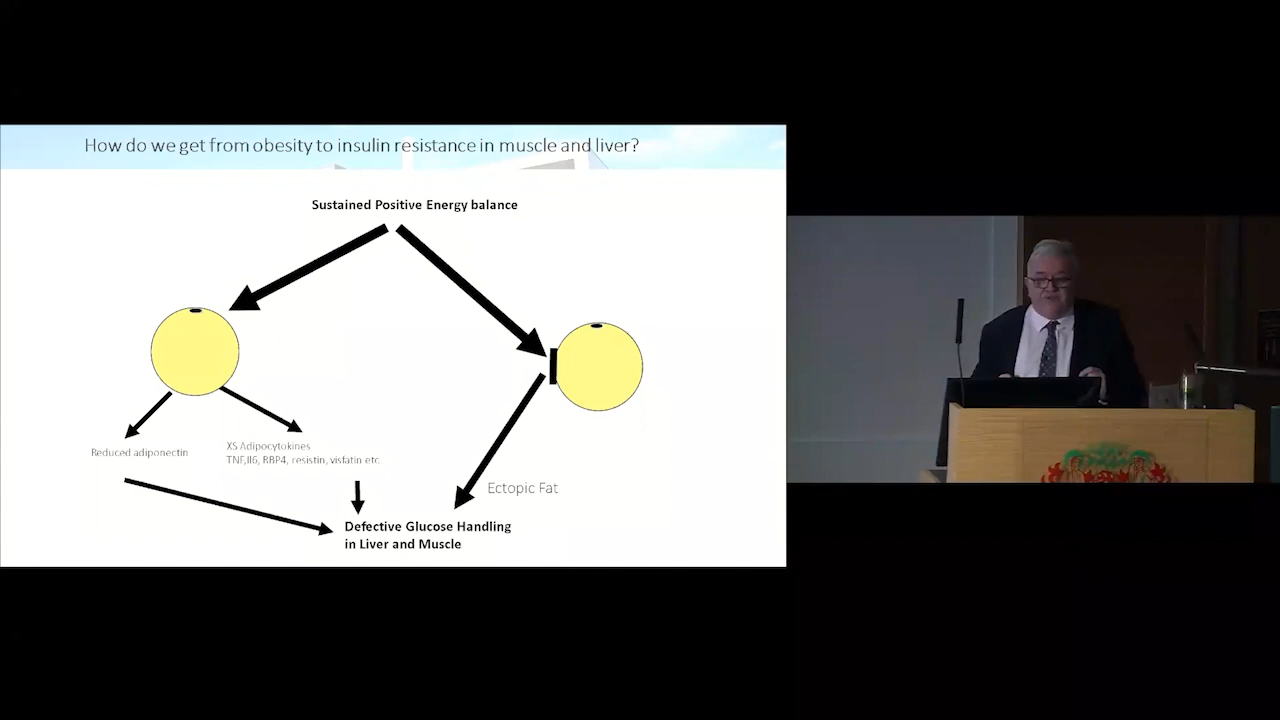 How do we get from obesity to insulin resistance in muscle and liver?
Sustained Positive Energy balance
Reduced adiponectin
XS Adipocytokines
TNF,Il6, RBP4, resistin, visfatin etc
Ectopic Fat
Defective Glucose Handling
in Liver and Muscle